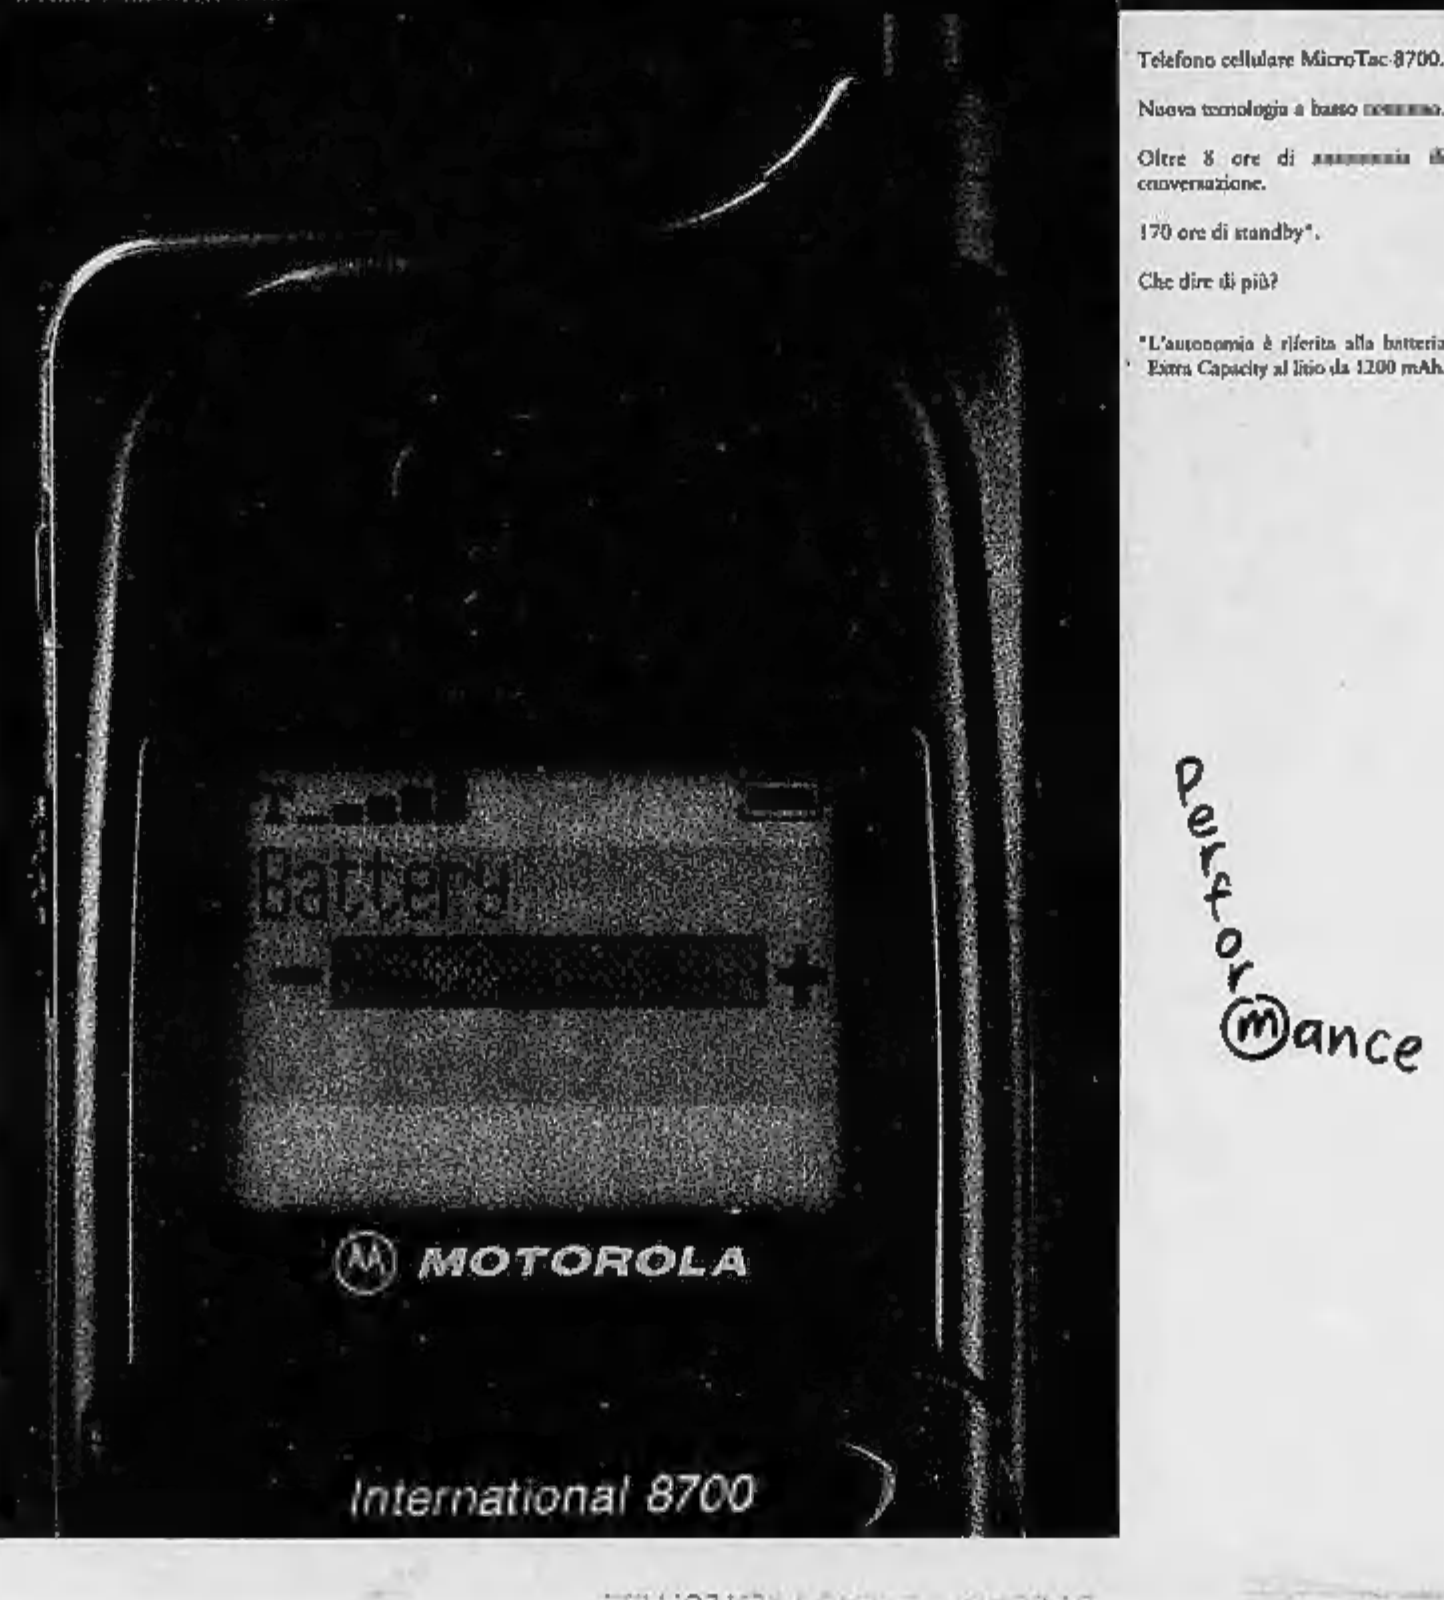 Telefono cellulare MicroTac 8700.
Nuova tecnologia a basso
Oltre 8 ore di di
conversazione.
170 ore di standby*.
Che dire di più?
*L'autonomia è riferita alla batteria
Extra Capacity al litio da 1200 mAh.
Battery
- +
Performance
MOTOROLA
International 8700